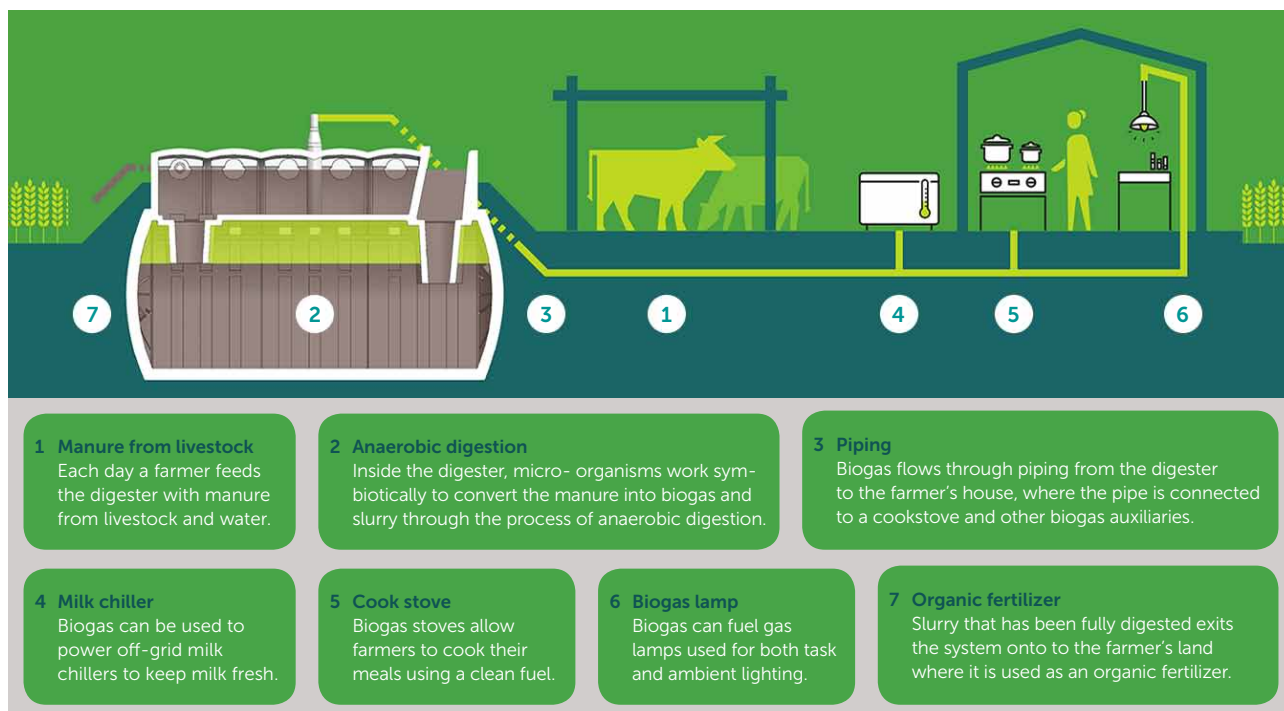 7
2
3
1
4
5
6
1 Manure from livestock
Each day a farmer feeds
the digester with manure
from livestock and water.
2 Anaerobic digestion
Inside the digester, micro- organisms work sym-
biotically to convert the manure into biogas and
slurry through the process of anaerobic digestion.
3 Piping
Biogas flows through piping from the digester
to the farmer’s house, where the pipe is connected
to a cookstove and other biogas auxiliaries.
4 Milk chiller
Biogas can be used to
power off-grid milk
chillers to keep milk fresh.
5 Cook stove
Biogas stoves allow
farmers to cook their
meals using a clean fuel.
6 Biogas lamp
Biogas can fuel gas
lamps used for both task
and ambient lighting.
7 Organic fertilizer
Slurry that has been fully digested exits
the system onto to the farmer’s land
where it is used as an organic fertilizer.